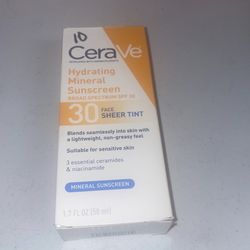 10
CeraVe
Hydrating
Mineral
Sunscreen
BROAD SPECTRUM SPF 30
30 FACE
SHEER TINT
Blends seamlessly into skin with
a lightweight, non-greasy feel
Suitable for sensitive skin
3 essential ceramides
& niacinamide
MINERAL SUNSCREEN
1.7 FL OZ (50 ml)